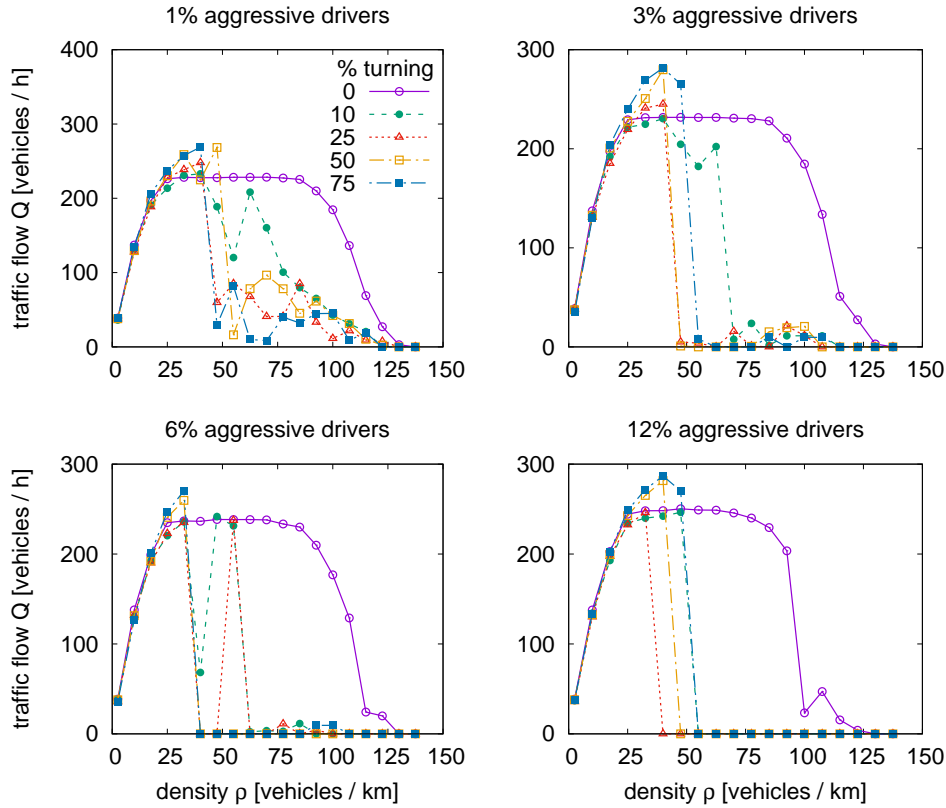 1% aggressive drivers
traffic flow Q [vehicles / h]
400
300
200
100
0
0 25 50 75 100 125 150
% turning
0
10
25
50
75
3% aggressive drivers
300
200
100
0
0 25 50 75 100 125 150
6% aggressive drivers
traffic flow Q [vehicles / h]
300
200
100
0
0 25 50 75 100 125 150
density ρ [vehicles / km]
12% aggressive drivers
300
200
100
0
0 25 50 75 100 125 150
density ρ [vehicles / km]